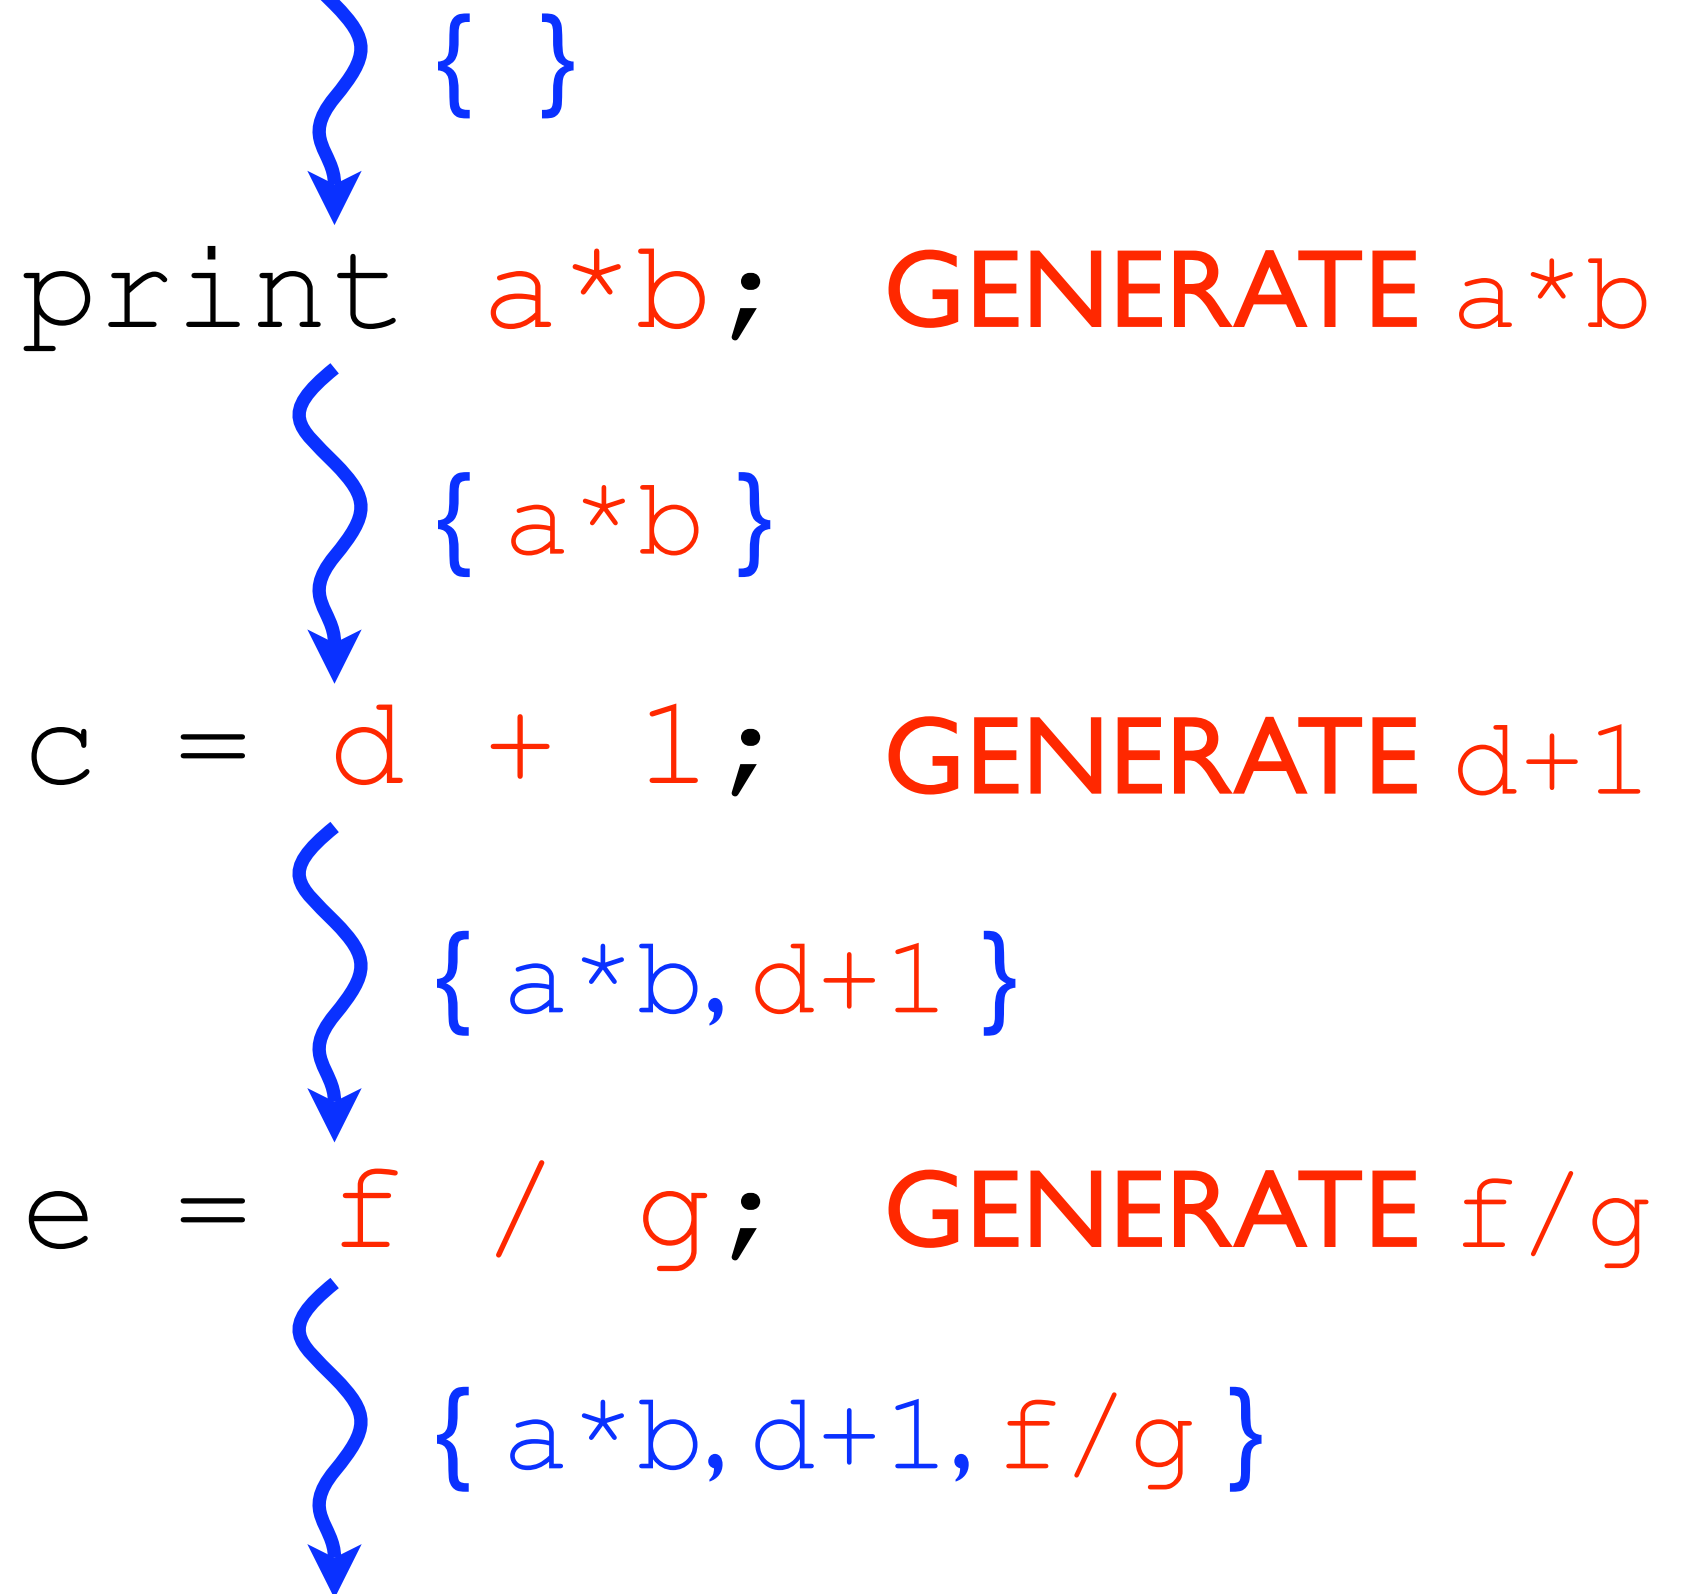 { }
print a*b; GENERATE a*b
{ a*b }
c = d + 1; GENERATE d+1
{ a*b, d+1 }
e = f / g; GENERATE f/g
{ a*b, d+1, f/g }